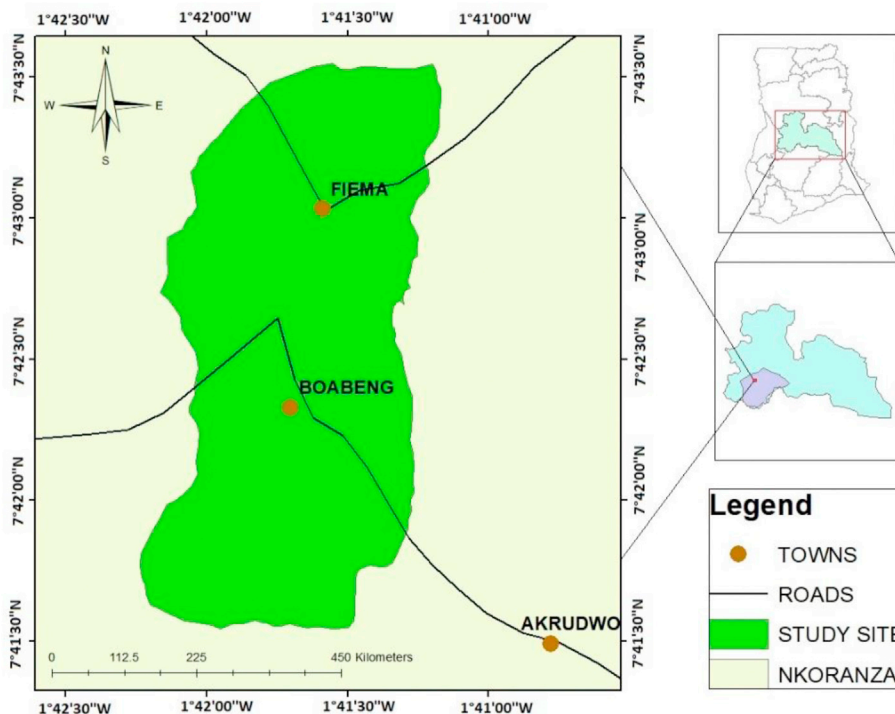 1°42'30"W 1°42'00"W 1°41'30"W 1°41'00"W
7°43'30"N
7°43'00"N
7°42'30"N
7°42'00"N
7°41'30"N
N
W E
S
FIEMA
BOABENG
AKRUDWO
0 112.5 225 450 Kilometers
1°42'30"W 1°42'00"W 1°41'30"W 1°41'00"W
7°43'30"N
7°43'00"N
7°42'30"N
7°42'00"N
7°41'30"N
Legend
TOWNS
ROADS
STUDY SITE
NKORANZA